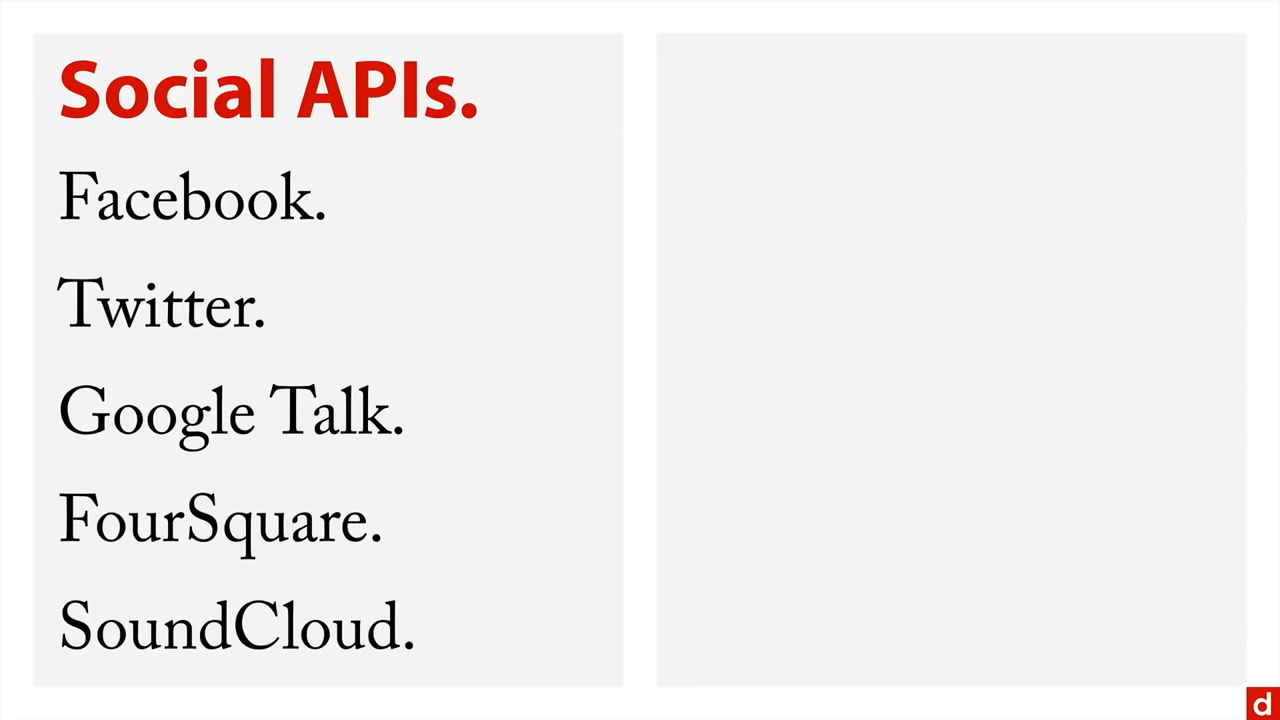 Social APIs.
Facebook.
Twitter.
Google Talk.
FourSquare.
SoundCloud.
d